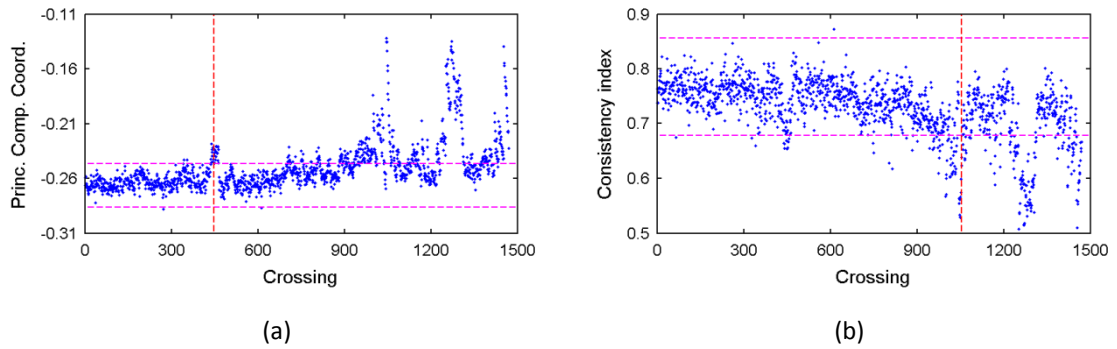 Princ. Comp. Coord.
-0.11
-0.16
-0.21
-0.26
-0.31
0 300 600 900 1200 1500
Crossing
(a)
Consistency index
0.9
0.8
0.7
0.6
0.5
0 300 600 900 1200 1500
Crossing
(b)